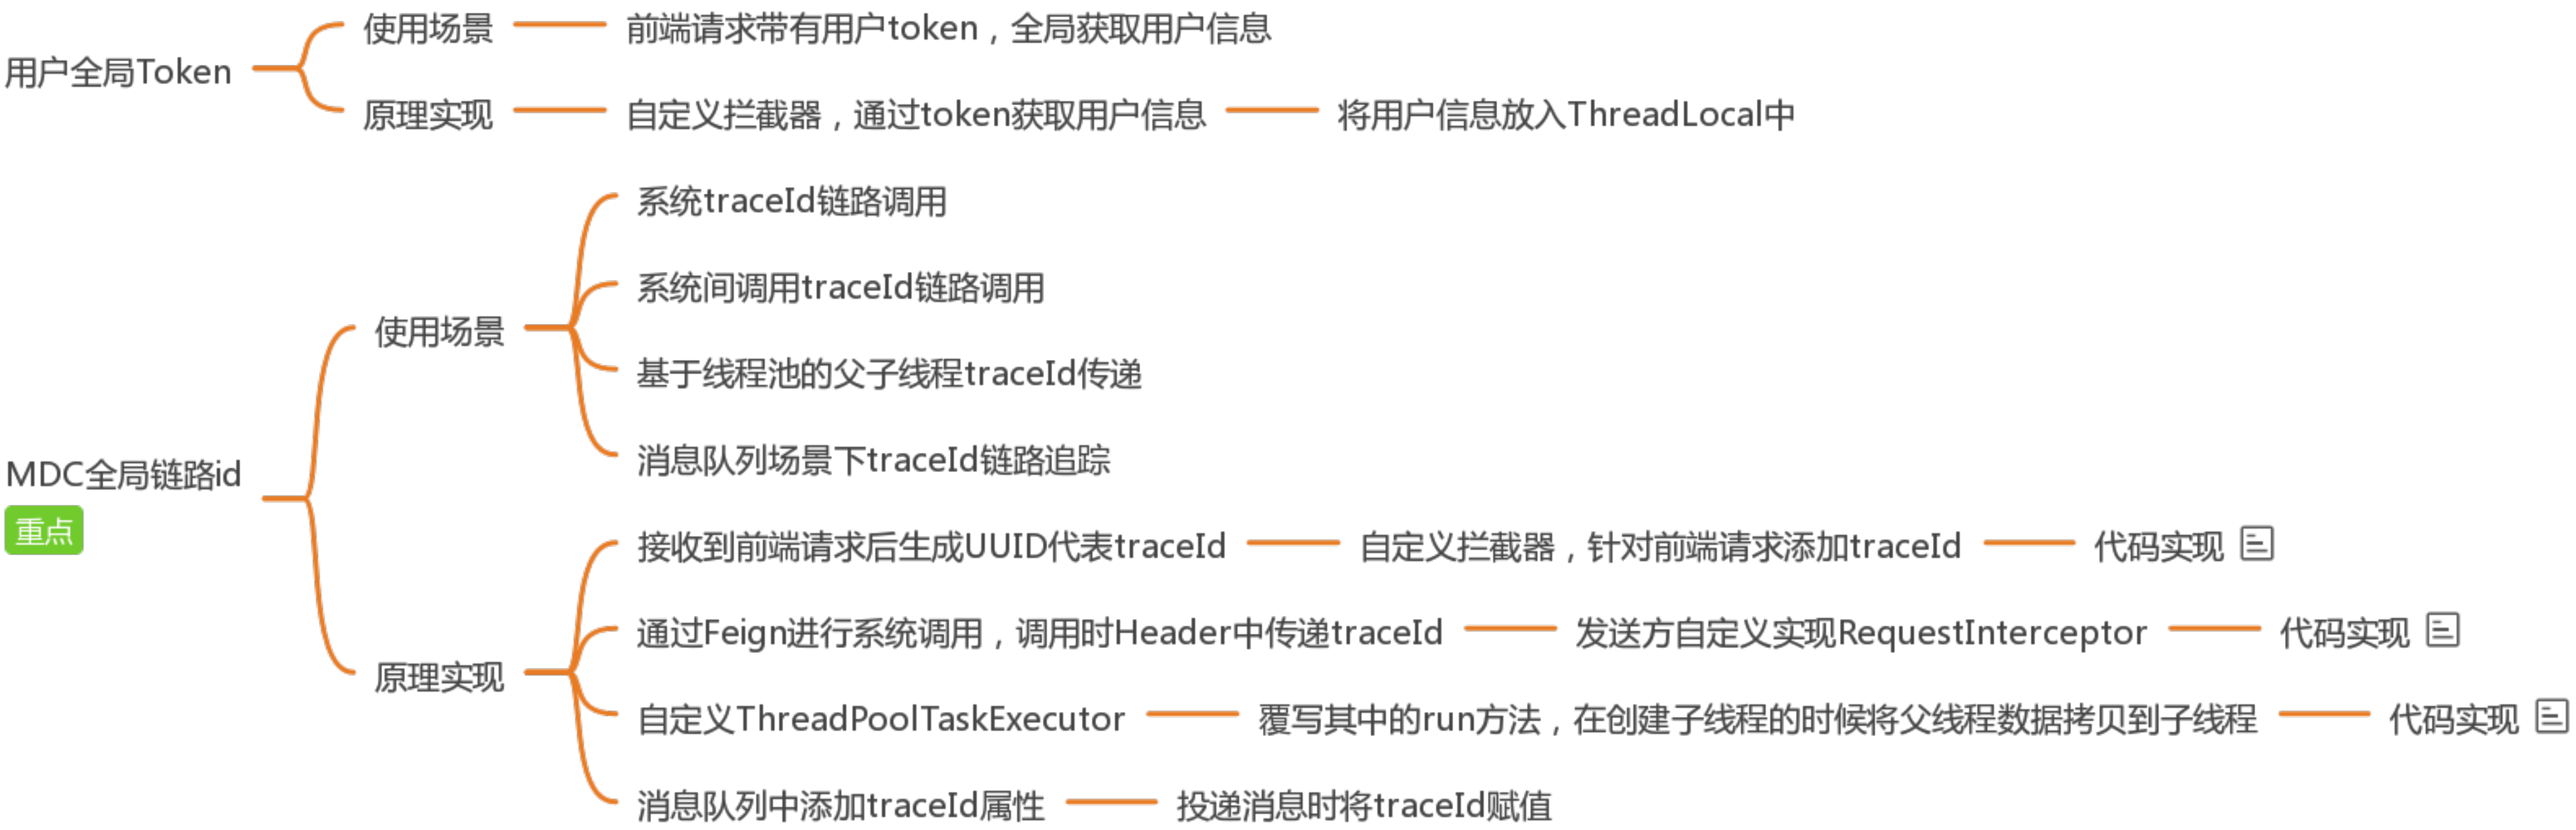 用户全局Token
使用场景
前端请求带有用户token，全局获取用户信息
原理实现
自定义拦截器，通过token获取用户信息
将用户信息放入ThreadLocal中
MDC全局链路id
重点
使用场景
系统traceId链路调用
系统间调用traceId链路调用
基于线程池的父子线程traceId传递
消息队列场景下traceId链路追踪
原理实现
接收到前端请求后生成UUID代表traceId
自定义拦截器，针对前端请求添加traceId
代码实现
通过Feign进行系统调用，调用时Header中传递traceId
发送方自定义实现RequestInterceptor
代码实现
自定义ThreadPoolTaskExecutor
覆写其中的run方法，在创建子线程的时候将父线程数据拷贝到子线程
代码实现
消息队列中添加traceId属性
投递消息时将traceId赋值